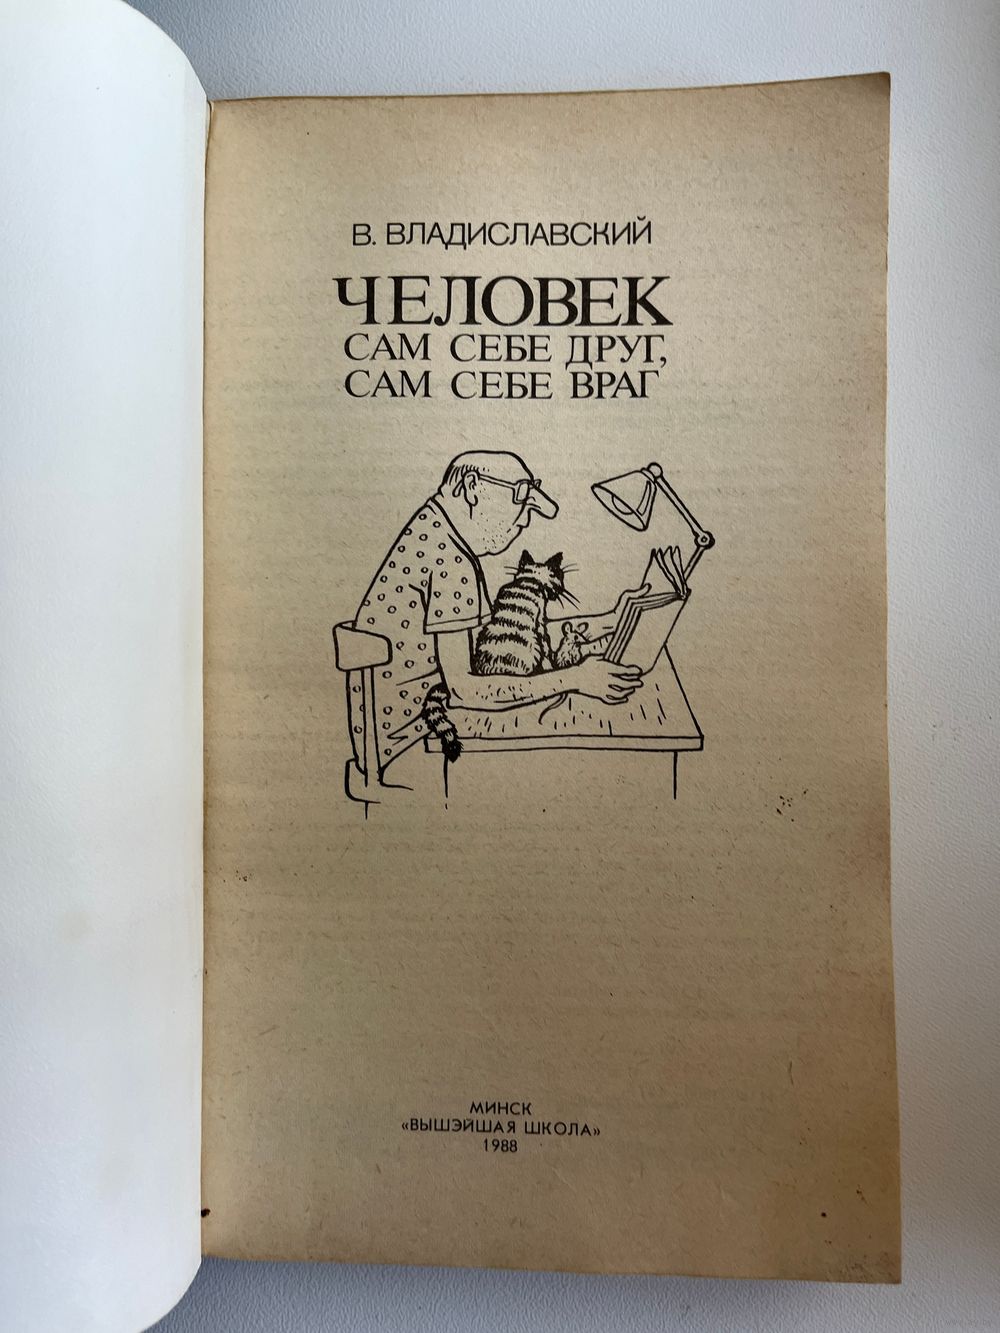 В. ВЛАДИСЛАВСКИЙ
ЧЕЛОВЕК
САМ СЕБЕ ДРУГ,
САМ СЕБЕ ВРАГ
МИНСК
«ВЫШЭЙШАЯ ШКОЛА»
1988